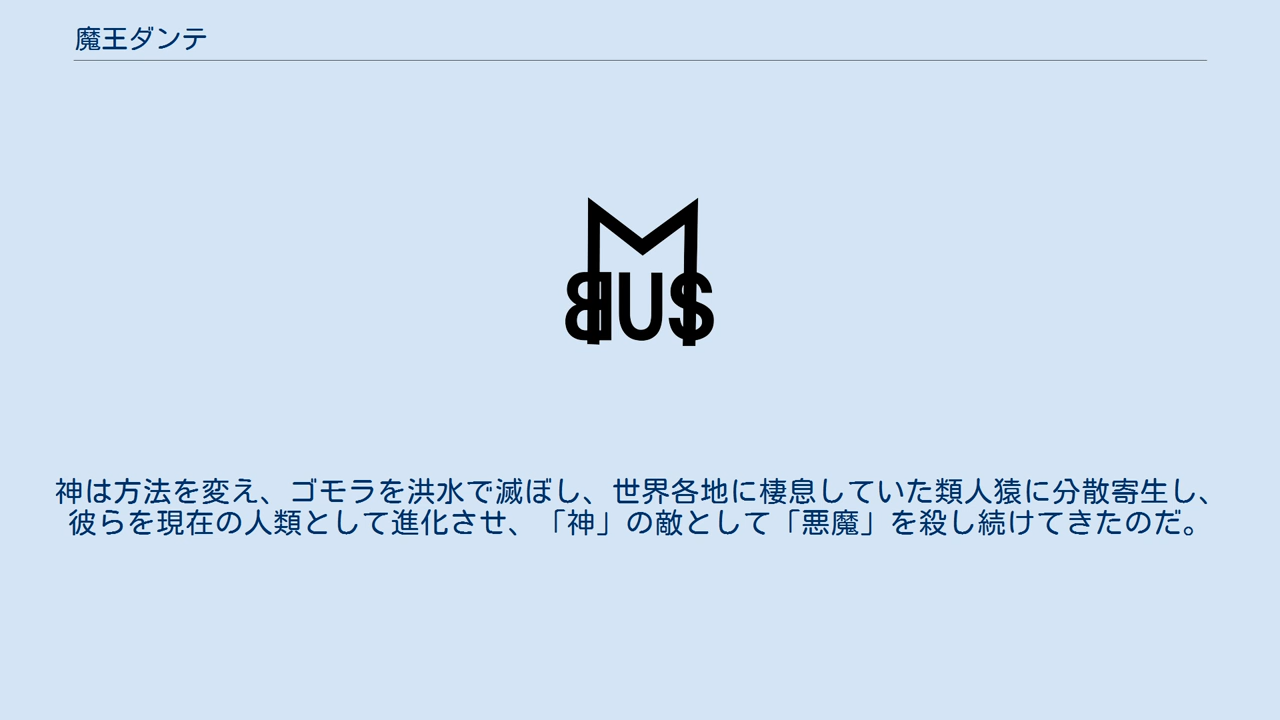 魔王ダンテ
M
BUS
神は方法を変え、ゴモラを洪水で滅ぼし、世界各地に棲息していた類人猿に分散寄生し、
彼らを現在の人類として進化させ、「神」の敵として「悪魔」を殺し続けてきたのだ。